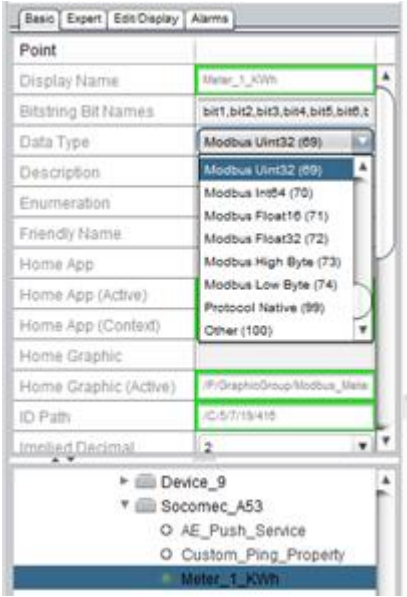 Basic Expert Edit/Display Alarms
Point
Display Name Meter_1_KWh
Bitstring Bit Names bit1,bit2,bit3,bit4,bit5,bit6,b
Data Type Modbus Uint32 (69)
Modbus Uint32 (69)
Description
Modbus Int64 (70)
Enumeration
Modbus Float16 (71)
Friendly Name
Modbus Float32 (72)
Home App
Modbus High Byte (73)
Home App (Active)
Modbus Low Byte (74)
Protocol Native (99)
Home App (Context)
Other (100)
Home Graphic
Home Graphic (Active) /F/GraphicGroup/Modbus_Mete
ID Path /C/5/7/19/416
Implied Decimal 2
Device_9
Socomec_A53
AE_Push_Service
Custom_Ping_Property
Meter_1_KWh